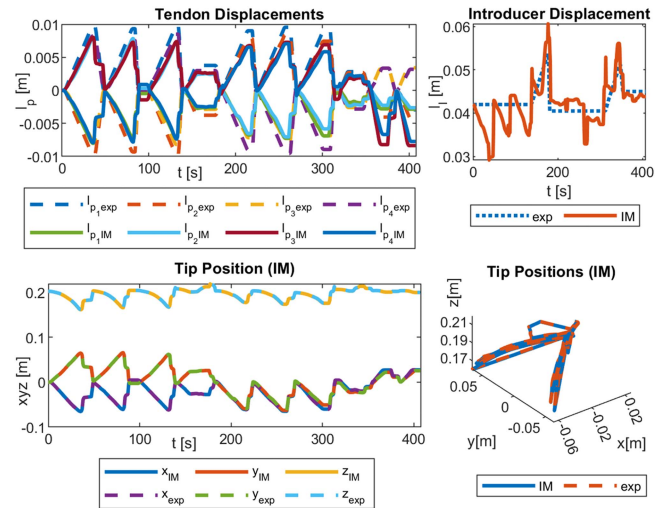 Tendon Displacements
0.01
0.005
0
-0.005
-0.01
l_p [m]
0
100
200
300
400
t [s]
l_p1exp
l_p2exp
l_p3exp
l_p4exp
l_p1IM
l_p2IM
l_p3IM
l_p4IM
Introducer Displacement
0.06
0.05
0.04
0.03
l_I [m]
0
200
400
t [s]
exp
IM
Tip Position (IM)
0.2
0.1
0
-0.1
xyz [m]
0
100
200
300
400
t [s]
x_IM
y_IM
z_IM
x_exp
y_exp
z_exp
Tip Positions (IM)
z[m]
0.21
0.19
0.17
0.05
0
-0.05
y[m]
-0.06
-0.02
0.02
x[m]
IM
exp